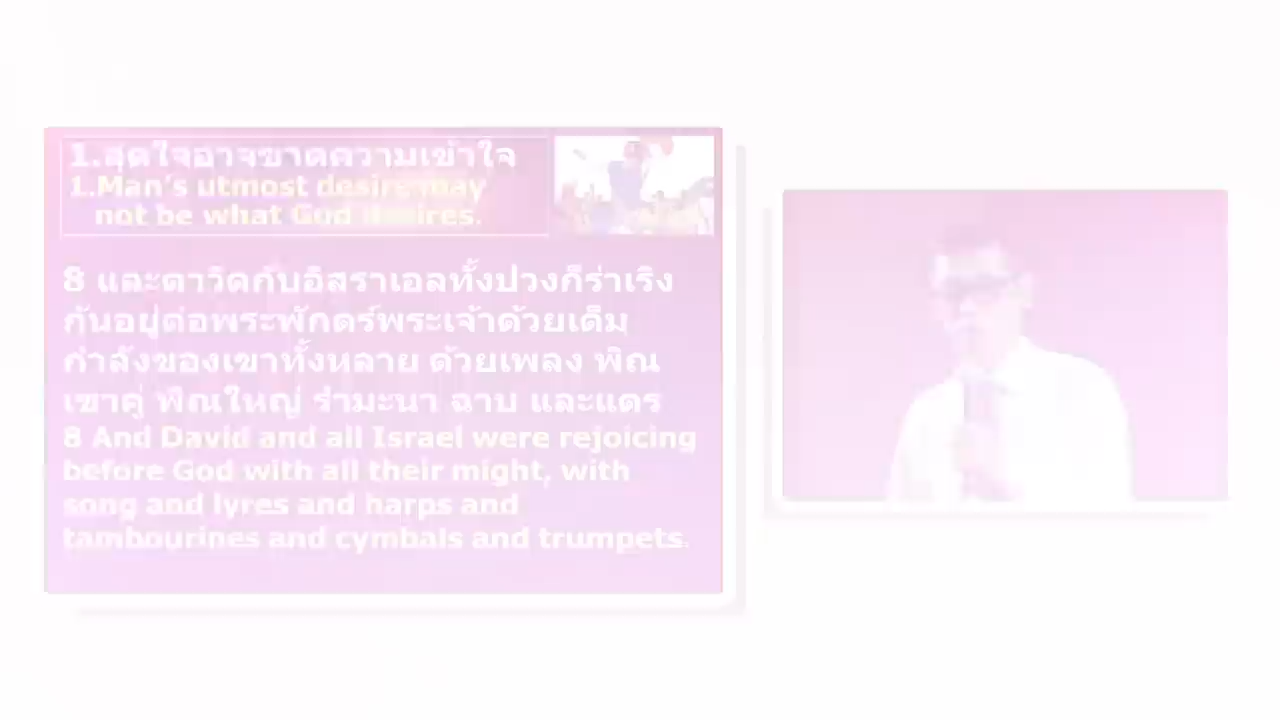 1.สุดใจอาจขาดความเข้าใจ
1.Man's utmost desire may
not be what God desires.
8 และดาวิดกับอิสราเอลทั้งปวงก็ร่าเริง
กันอยู่ต่อพระพักตร์พระเจ้าด้วยเต็ม
กำลังของเขาทั้งหลาย ด้วยเพลง พิณ
เขาคู่ พิณใหญ่ รำมะนา ฉาบ และแตร
8 And David and all Israel were rejoicing
before God with all their might, with
song and lyres and harps and
tambourines and cymbals and trumpets.